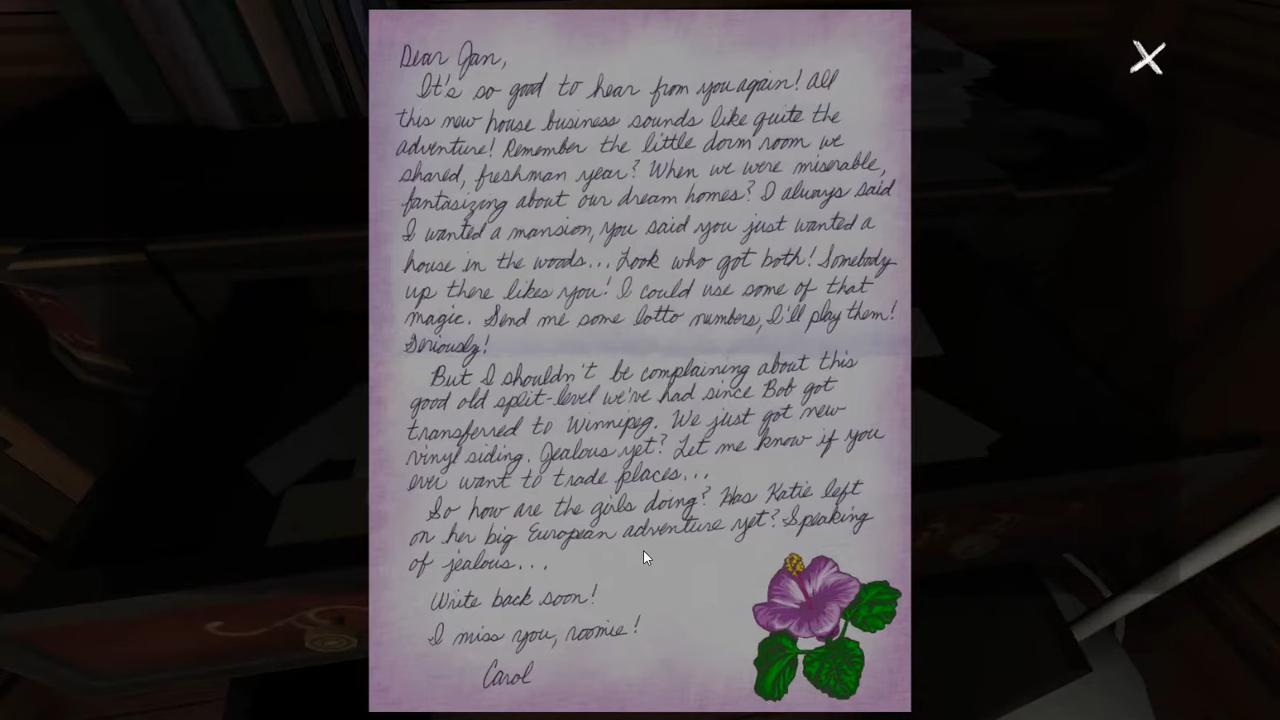 Dear Jan,
It's so good to hear from you again! All
this new house business sounds like quite the
adventure! Remember the little dorm room we
shared, freshman year? When we were miserable,
fantasizing about our dream homes? I always said
I wanted a mansion, you said you just wanted a
house in the woods... Look who got both! Somebody
up there likes you! I could use some of that
magic. Send me some lotto numbers, I'll play them!
Seriously!
But I shouldn't be complaining about this
good old split-level we've had since Bob got
transferred to Winnipeg. We just got new
vinyl siding. Jealous yet? Let me know if you
ever want to trade places...
So how are the girls doing? Has Katie left
on her big European adventure yet? Speaking
of jealous...
Write back soon!
I miss you, roomie!
Carol